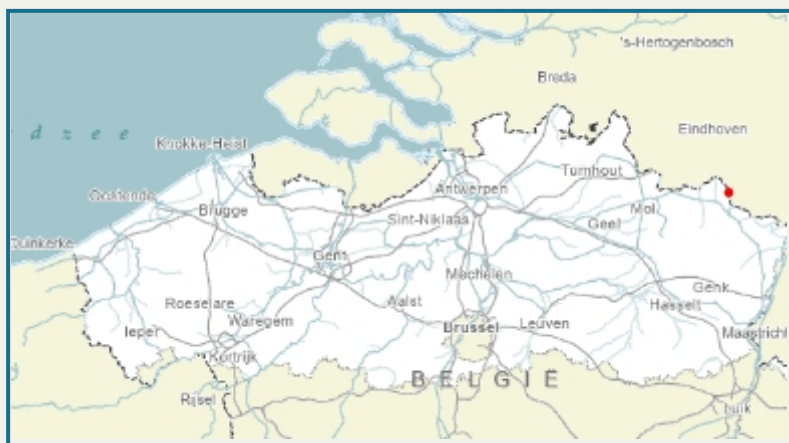 's-Hertogenbosch
Breda
Eindhoven
d z e e
Knokke-Heist
Turnhout
Antwerpen
Oostende
Brugge
Sint-Niklaas
Geel
Mol
Duinkerke
Gent
Mechelen
Genk
Roeselare
Aalst
Hasselt
Ieper
Waregem
Brussel
Leuven
Maastricht
Kortrijk
BELGIË
Rijsel
Luik